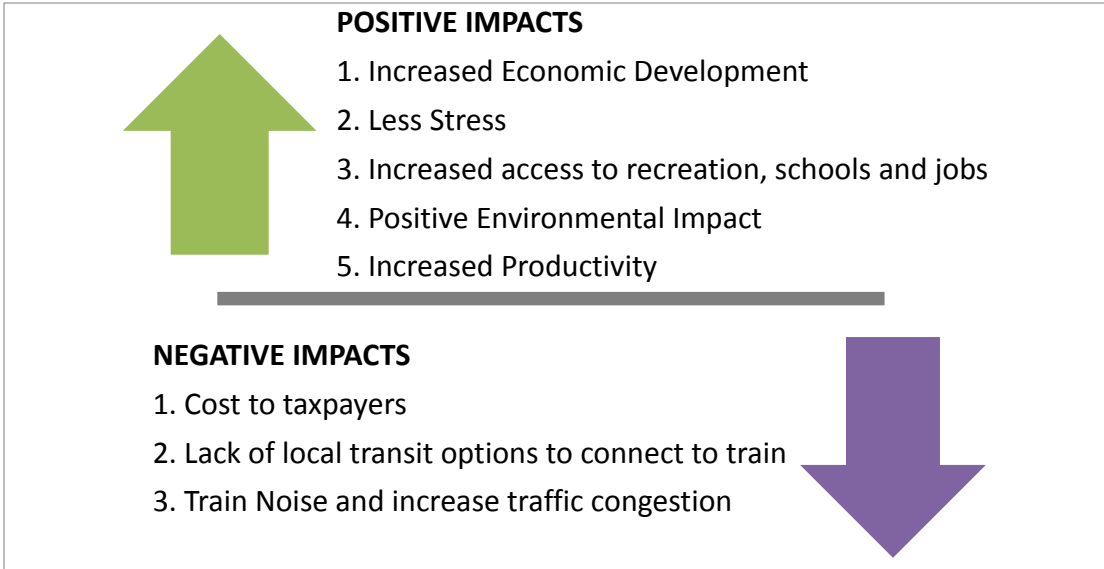 POSITIVE IMPACTS
1. Increased Economic Development
2. Less Stress
3. Increased access to recreation, schools and jobs
4. Positive Environmental Impact
5. Increased Productivity
NEGATIVE IMPACTS
1. Cost to taxpayers
2. Lack of local transit options to connect to train
3. Train Noise and increase traffic congestion